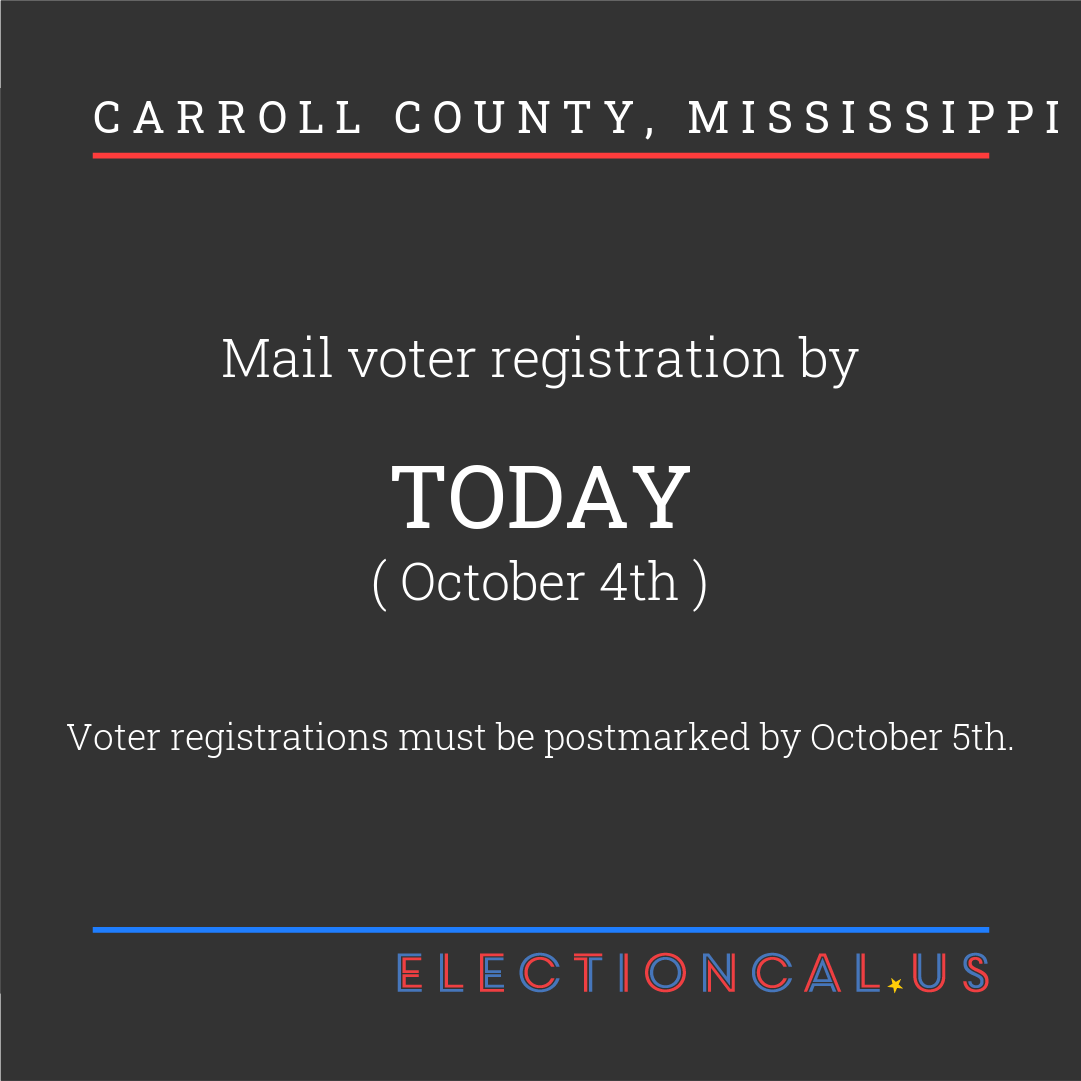 CARROLL COUNTY, MISSISSIPPI
Mail voter registration by
TODAY
( October 4th )
Voter registrations must be postmarked by October 5th.
ELECTIONCAL.US